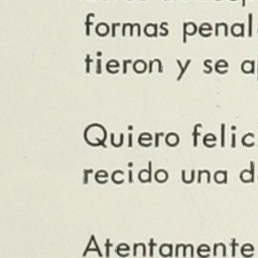 formas penal
tieron y se a
Quiero felic
recido una d
Atentamente